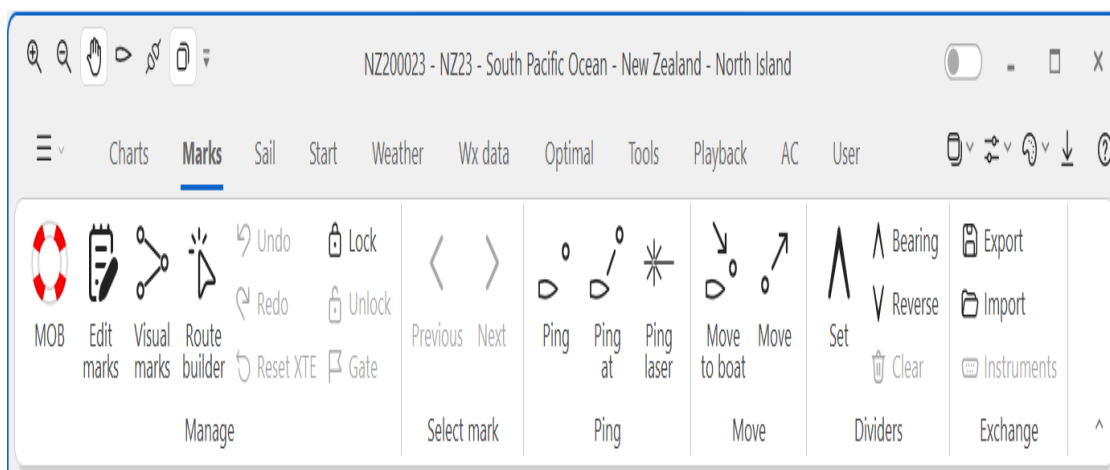 NZ200023 - NZ23 - South Pacific Ocean - New Zealand - North Island
Charts Marks Sail Start Weather Wx data Optimal Tools Playback AC User
MOB
Edit marks
Visual marks
Route builder
Undo
Redo
Reset XTE
Lock
Unlock
Gate
Manage
Previous
Next
Select mark
Ping
Ping at
Ping laser
Ping
Move to boat
Move
Move
Set
Bearing
Reverse
Clear
Dividers
Export
Import
Instruments
Exchange